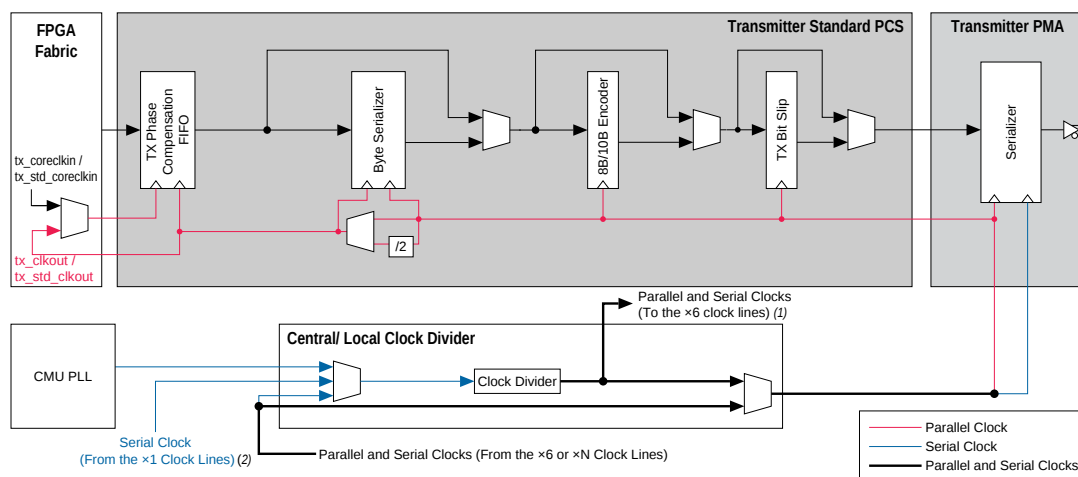 FPGA
Fabric
Transmitter Standard PCS
Transmitter PMA
TX Phase
Compensation
FIFO
Byte Serializer
8B/10B Encoder
TX Bit Slip
Serializer
tx_coreclkin /
tx_std_coreclkin
/2
tx_clkout /
tx_std_clkout
Parallel and Serial Clocks
(To the ×6 clock lines) (1)
Central/ Local Clock Divider
CMU PLL
Clock Divider
Serial Clock
(From the ×1 Clock Lines) (2)
Parallel and Serial Clocks (From the ×6 or ×N Clock Lines)
Parallel Clock
Serial Clock
Parallel and Serial Clocks